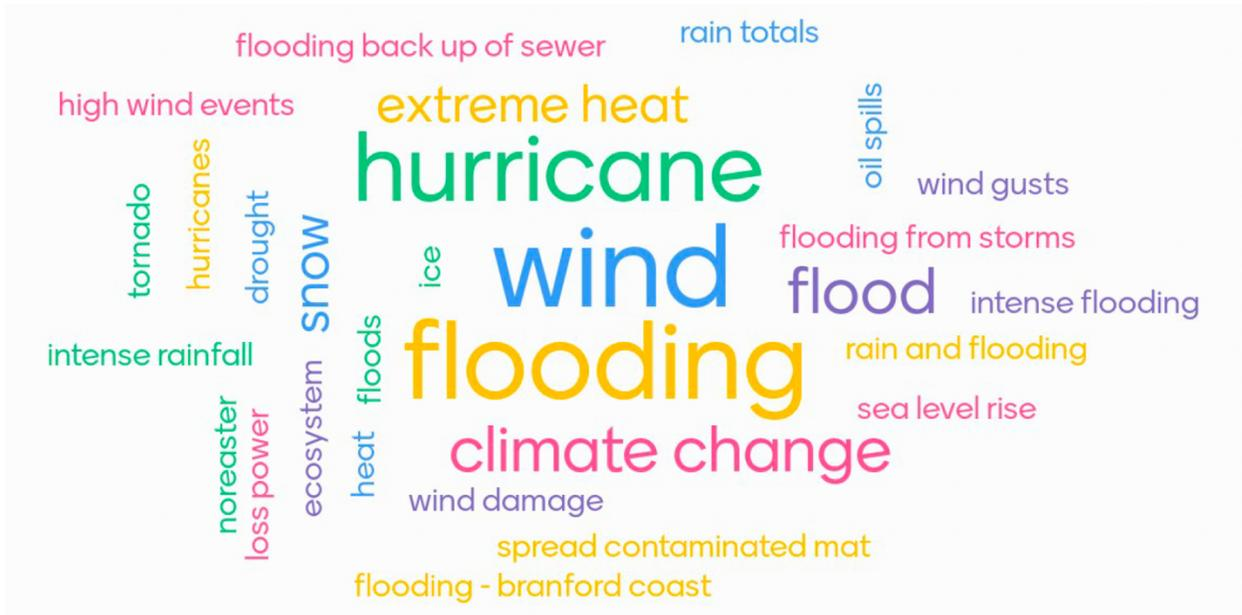 rain totals
flooding back up of sewer
high wind events
extreme heat
oil spills
hurricane
wind gusts
hurricanes
tornado
drought
snow
ice
wind
flooding from storms
flood
intense flooding
intense rainfall
floods
flooding
rain and flooding
sea level rise
noreaster
loss power
ecosystem
heat
climate change
wind damage
spread contaminated mat
flooding - branford coast